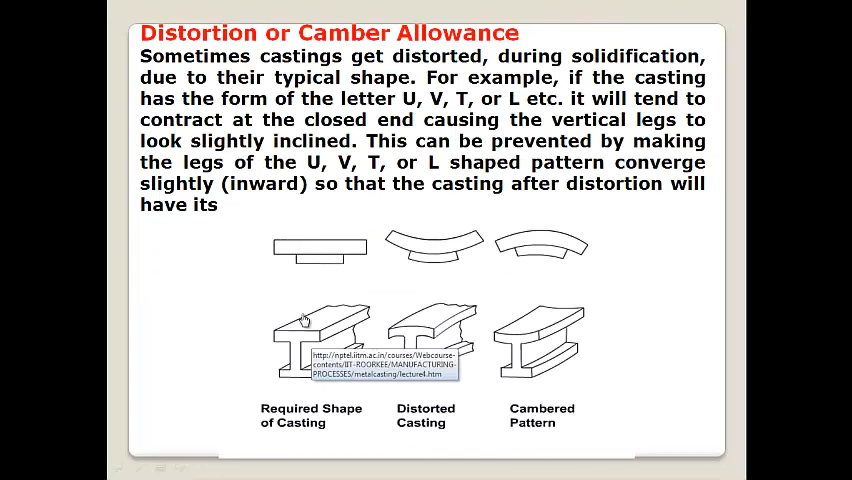 Distortion or Camber Allowance
Sometimes castings get distorted, during solidification,
due to their typical shape. For example, if the casting
has the form of the letter U, V, T, or L etc. it will tend to
contract at the closed end causing the vertical legs to
look slightly inclined. This can be prevented by making
the legs of the U, V, T, or L shaped pattern converge
slightly (inward) so that the casting after distortion will
have its
http://nptel.iitm.ac.in/courses/Webcourse-
contents/IIT-ROORKEE/MANUFACTURING-
PROCESSES/metalcasting/lecture4.htm
Required Shape
of Casting
Distorted
Casting
Cambered
Pattern